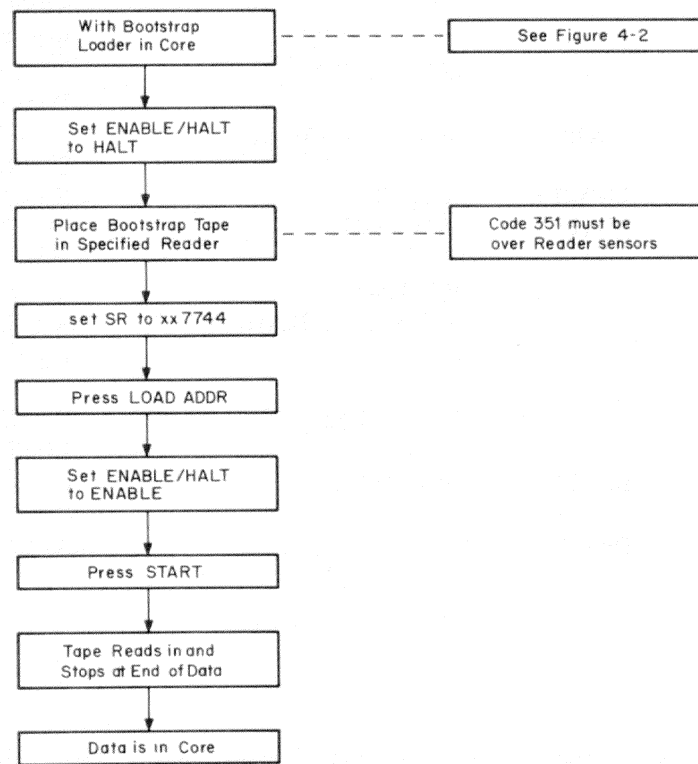 With Bootstrap
Loader in Core
See Figure 4-2
Set ENABLE/HALT
to HALT
Place Bootstrap Tape
in Specified Reader
Code 351 must be
over Reader sensors
set SR to xx7744
Press LOAD ADDR
Set ENABLE/HALT
to ENABLE
Press START
Tape Reads in and
Stops at End of Data
Data is in Core